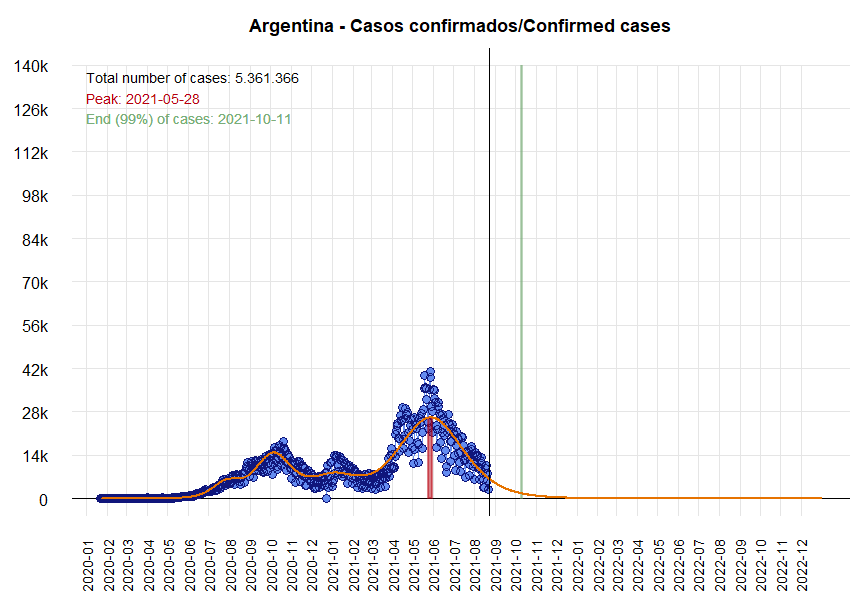 Argentina - Casos confirmados/Confirmed cases
140k
Total number of cases: 5.361.366
Peak: 2021-05-28
End (99%) of cases: 2021-10-11
126k
112k
98k
84k
70k
56k
42k
28k
14k
0
2020-01
2020-02
2020-03
2020-04
2020-05
2020-06
2020-07
2020-08
2020-09
2020-10
2020-11
2020-12
2021-01
2021-02
2021-03
2021-04
2021-05
2021-06
2021-07
2021-08
2021-09
2021-10
2021-11
2021-12
2022-01
2022-02
2022-03
2022-04
2022-05
2022-06
2022-07
2022-08
2022-09
2022-10
2022-11
2022-12